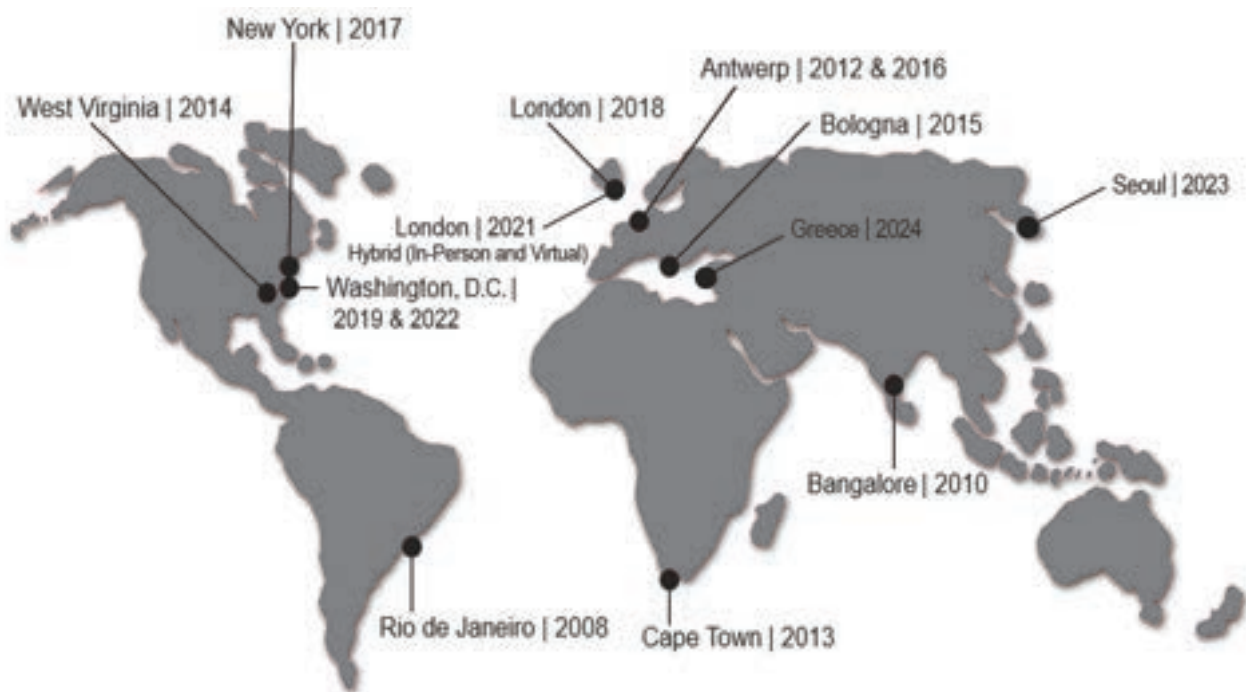 New York | 2017
Antwerp | 2012 & 2016
West Virginia | 2014
London | 2018
Bologna | 2015
Seoul | 2023
London | 2021
Hybrid (In-Person and Virtual)
Greece | 2024
Washington, D.C. |
2019 & 2022
Bangalore | 2010
Rio de Janeiro | 2008
Cape Town | 2013